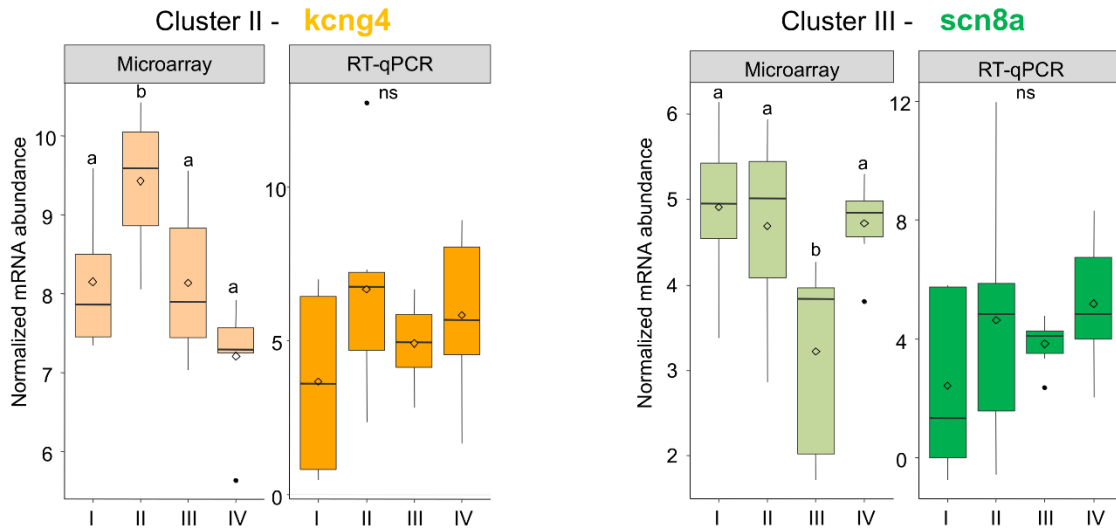 Cluster II - kcng4
Microarray
RT-qPCR
Normalized mRNA abundance
10
9
8
7
6
a
b
a
a
I II III IV
10
5
0
ns
I II III IV
Cluster III - scn8a
Microarray
RT-qPCR
Normalized mRNA abundance
6
5
4
3
2
a
a
b
a
I II III IV
12
8
4
0
ns
I II III IV